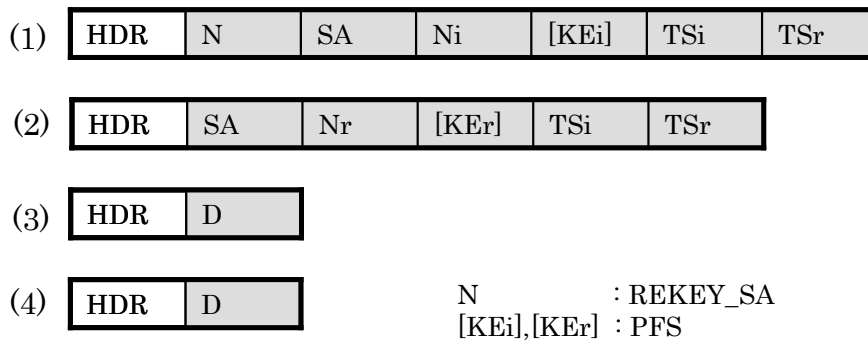 (1) HDR N SA Ni [KEi] TSi TSr
(2) HDR SA Nr [KEr] TSi TSr
(3) HDR D
(4) HDR D
N : REKEY_SA
[KEi],[KEr] : PFS